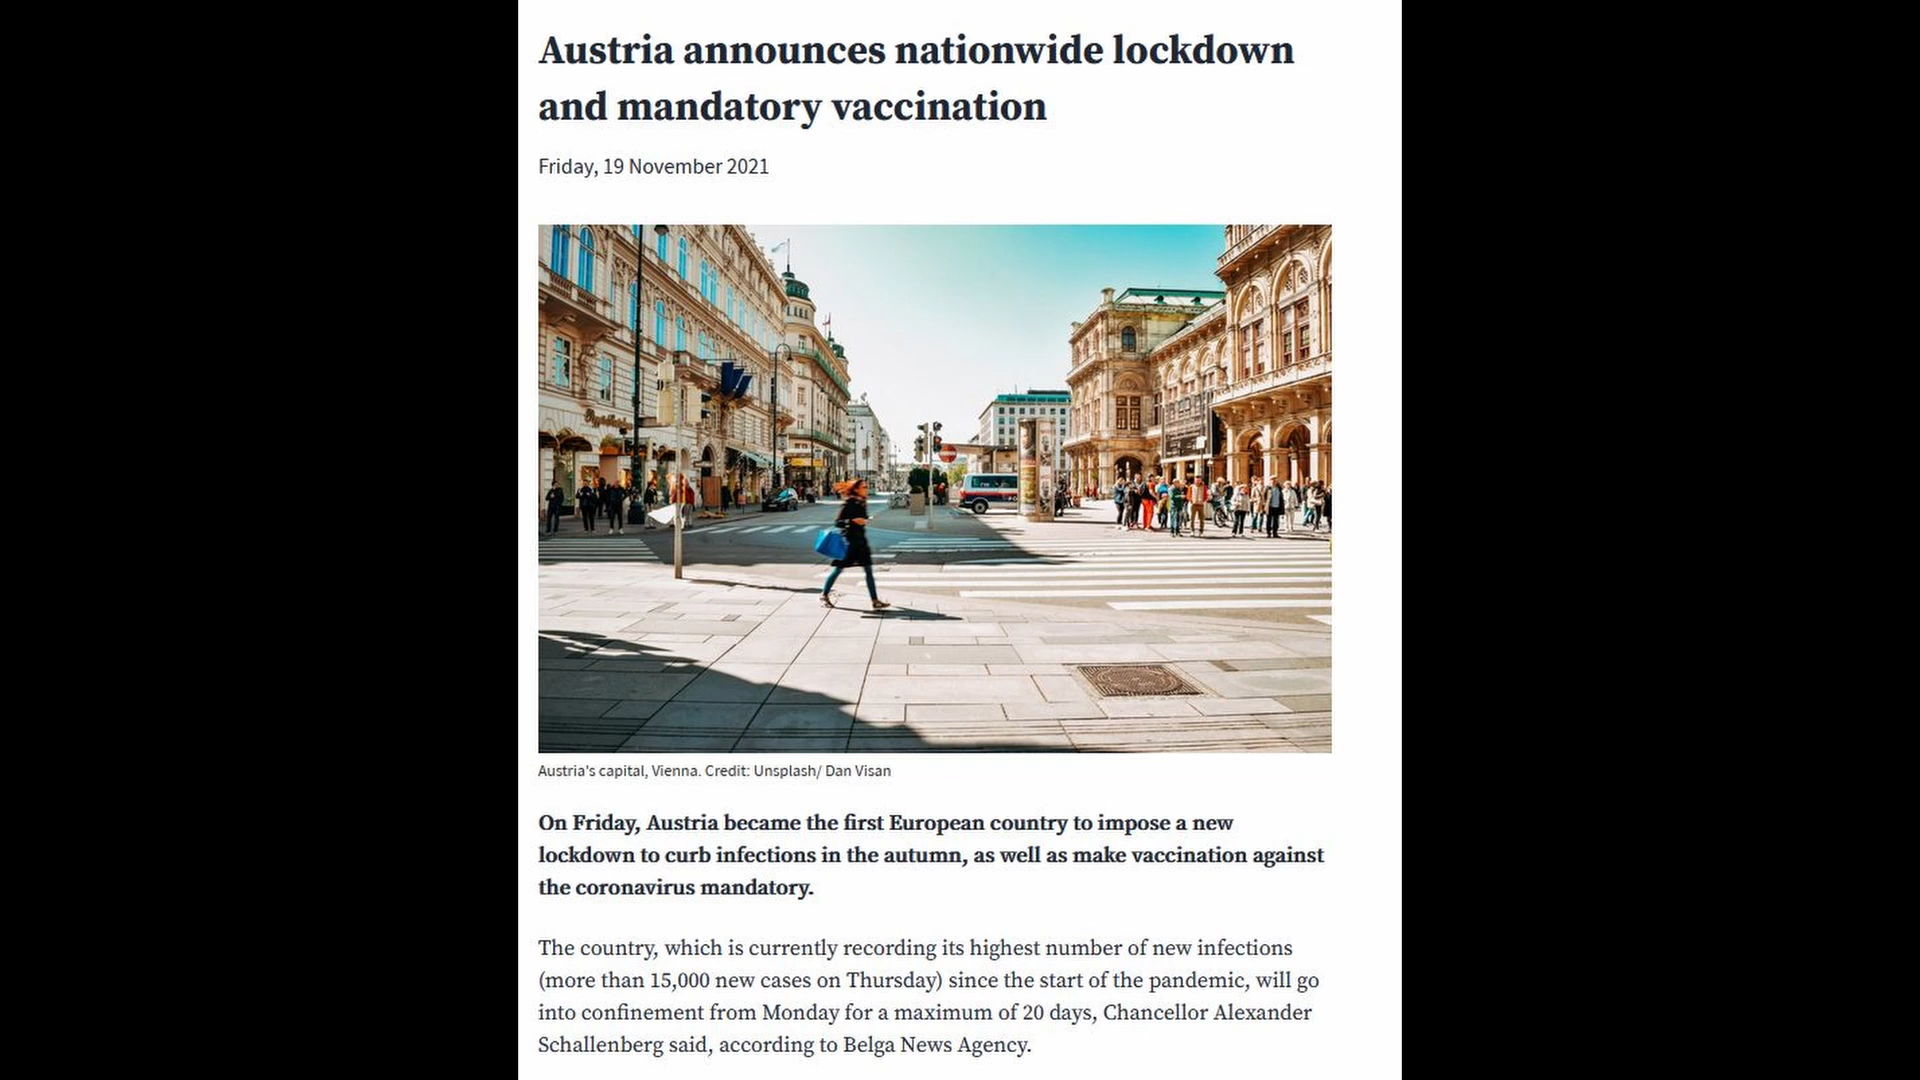 Austria announces nationwide lockdown
and mandatory vaccination
Friday, 19 November 2021
Austria's capital, Vienna. Credit: Unsplash/ Dan Visan
On Friday, Austria became the first European country to impose a new
lockdown to curb infections in the autumn, as well as make vaccination against
the coronavirus mandatory.
The country, which is currently recording its highest number of new infections
(more than 15,000 new cases on Thursday) since the start of the pandemic, will go
into confinement from Monday for a maximum of 20 days, Chancellor Alexander
Schallenberg said, according to Belga News Agency.